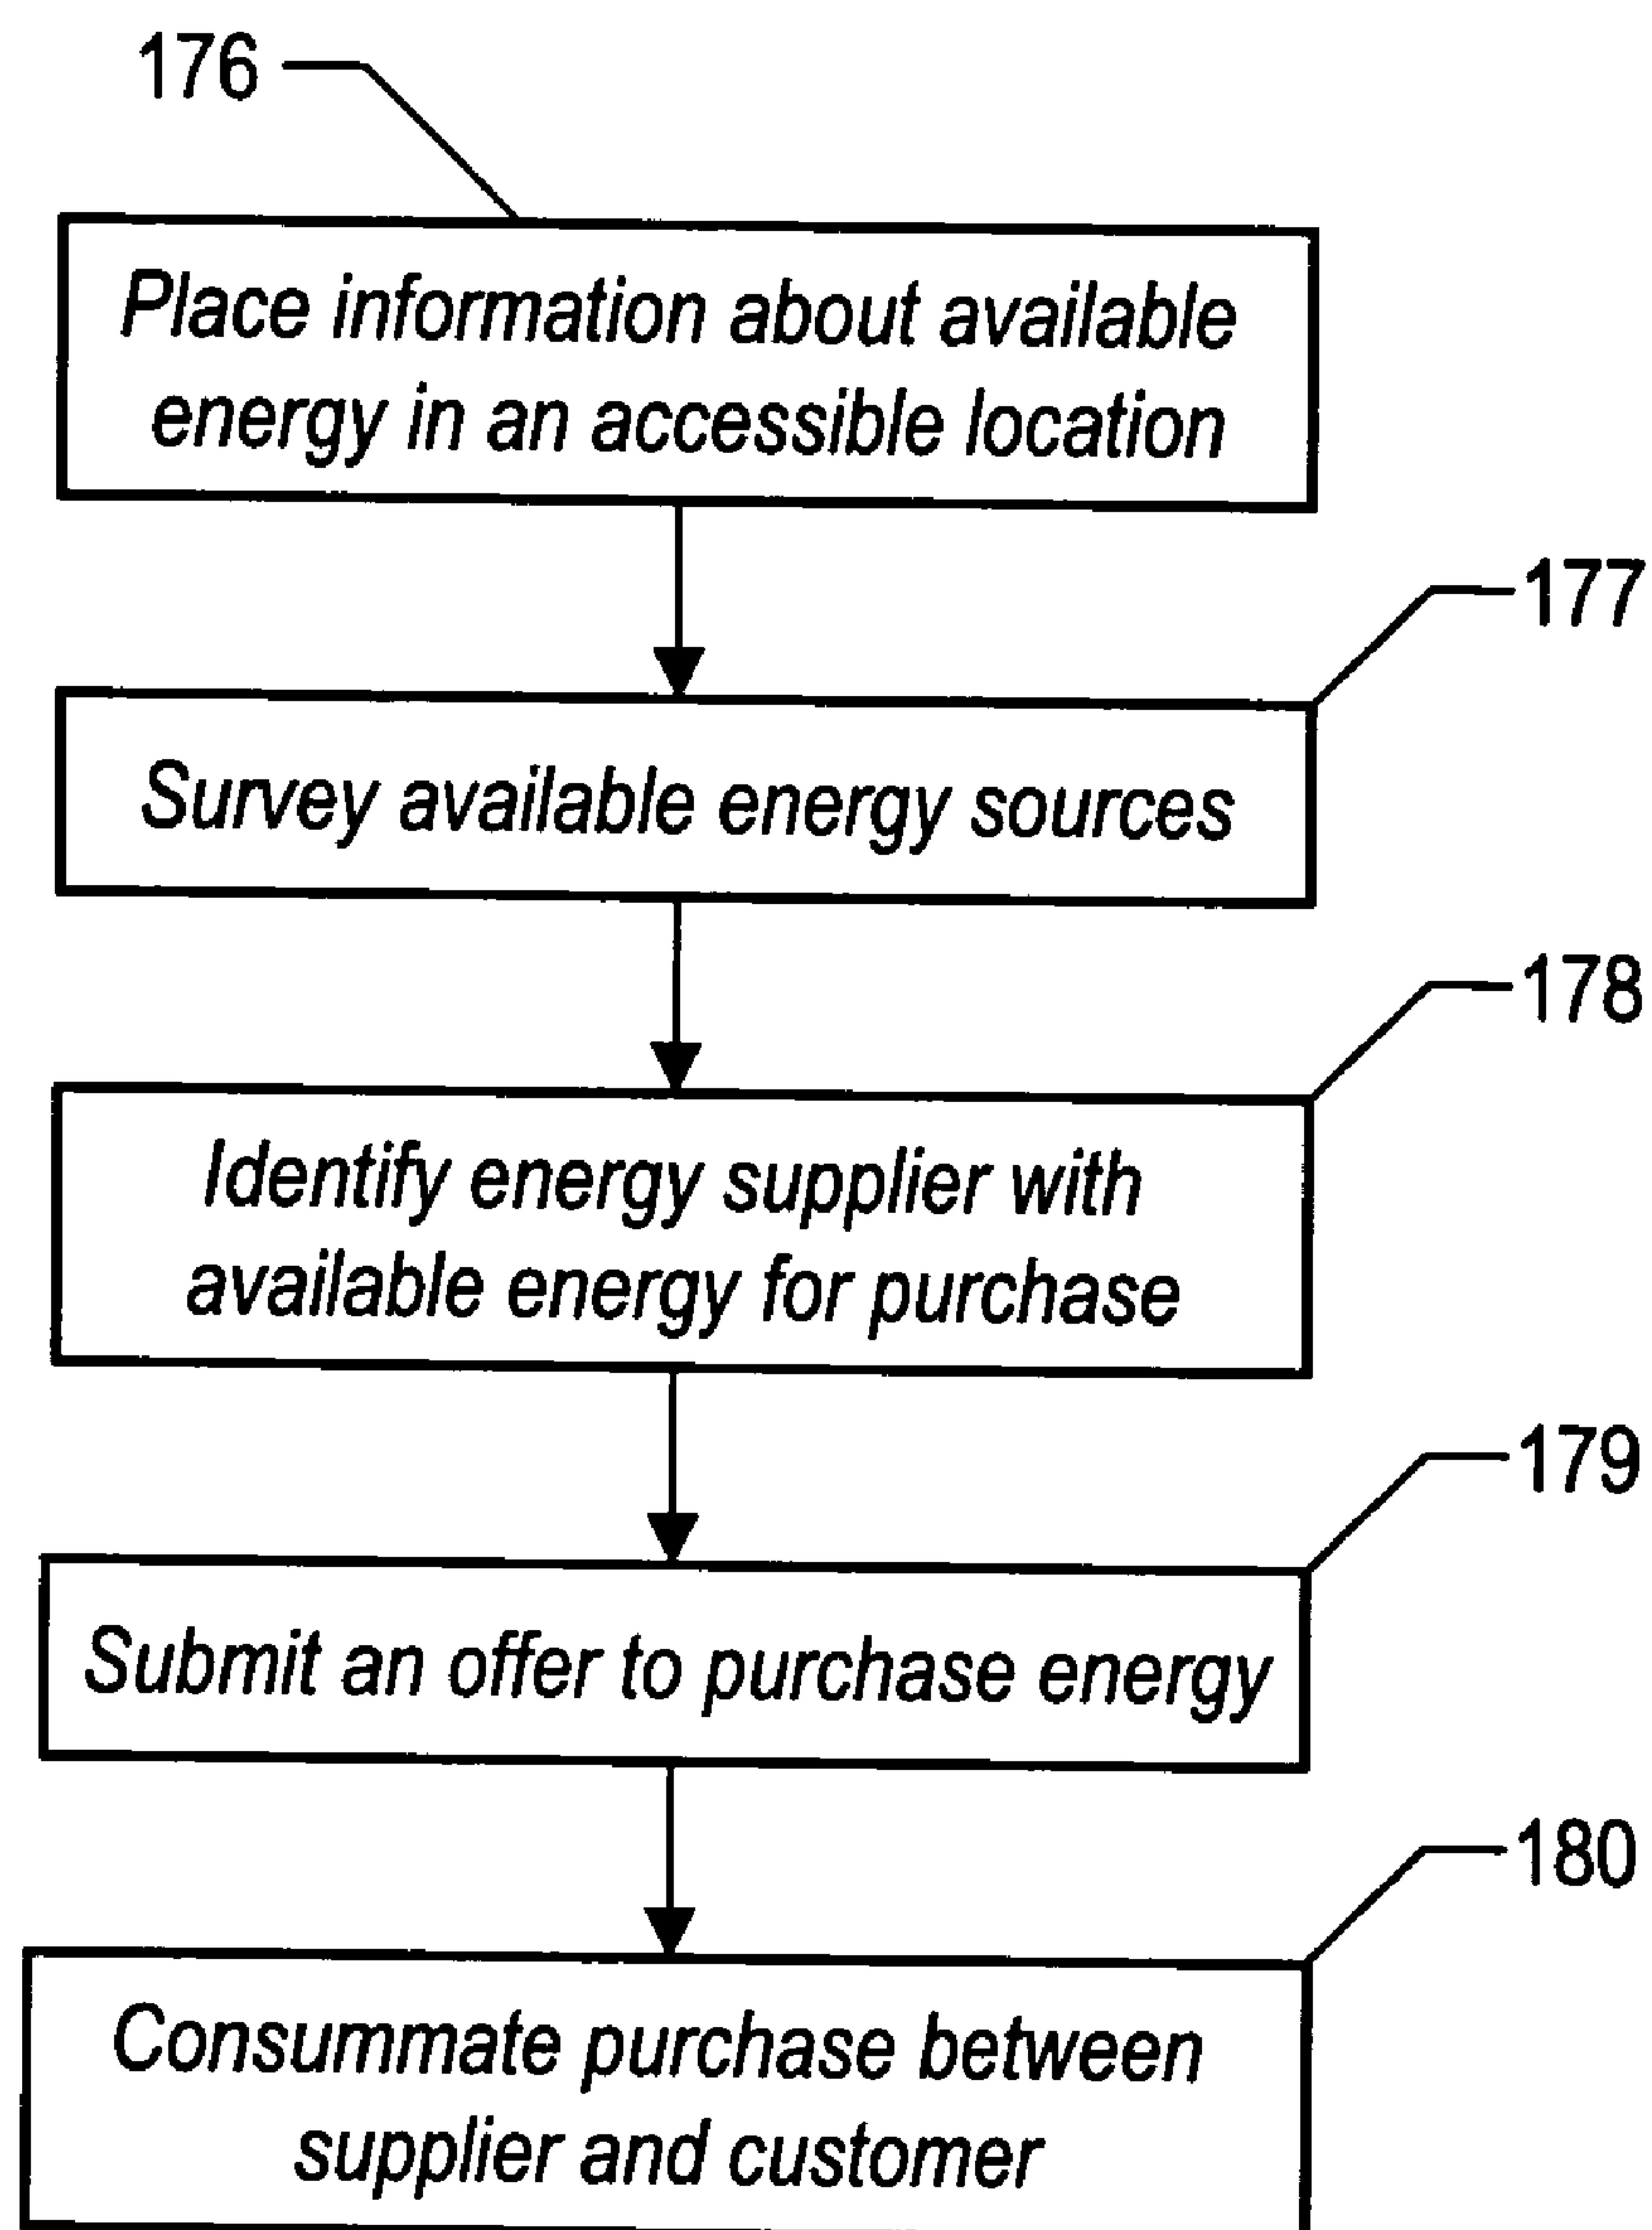 176
Place information about available
energy in an accessible location
177
Survey available energy sources
178
Identify energy supplier with
available energy for purchase
179
Submit an offer to purchase energy
180
Consummate purchase between
supplier and customer